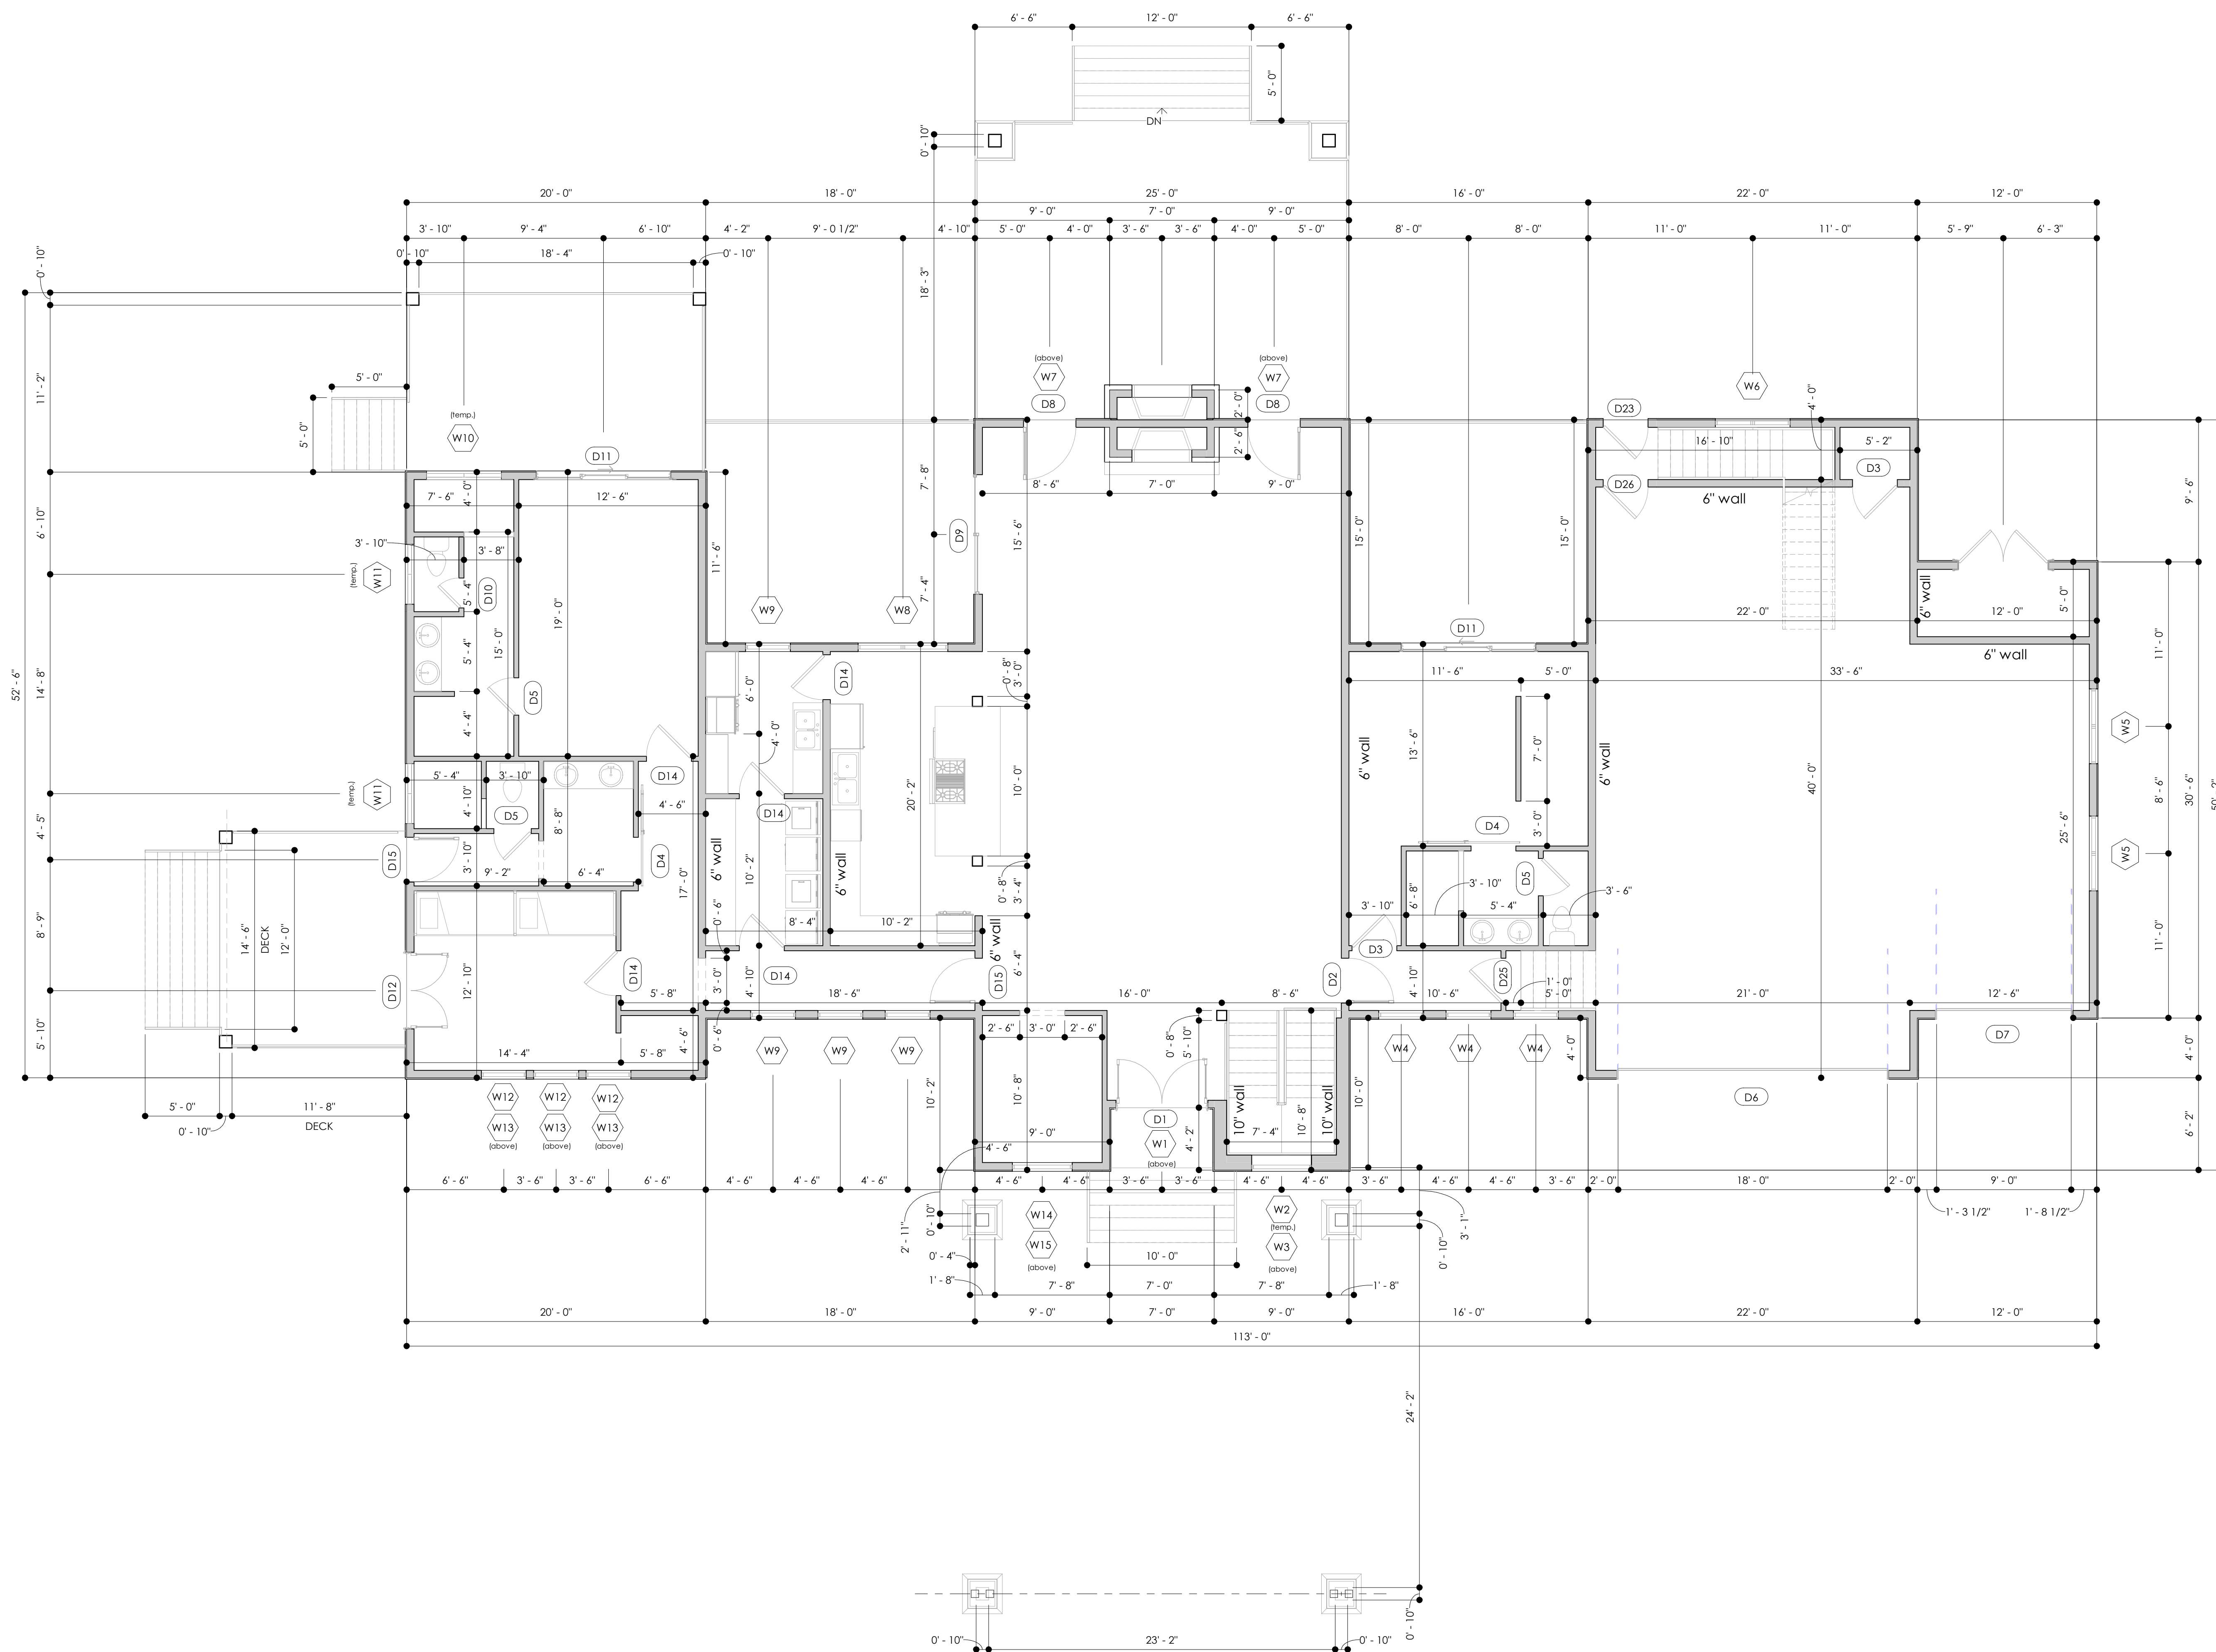 6' - 6" 12' - 0" 6' - 6"
5' - 0"
DN
0' - 10"
20' - 0" 18' - 0" 25' - 0" 16' - 0" 22' - 0" 12' - 0"
9' - 0" 7' - 0" 9' - 0"
3' - 10" 9' - 4" 6' - 10" 4' - 2" 9' - 0 1/2" 4' - 10" 5' - 0" 4' - 0" 3' - 6" 3' - 6" 4' - 0" 5' - 0" 8' - 0" 8' - 0" 11' - 0" 11' - 0" 5' - 9" 6' - 3"
0' - 10" 18' - 4" 0' - 10"
0' - 10"
18' - 3"
11' - 2"
5' - 0"
5' - 0"
(above) (above)
W7 W7
D8 D8
W6
(temp.)
W10
D11
D23
4' - 0"
2' - 0"
2' - 6"
16' - 10" 5' - 2"
D3
D26
6" wall
7' - 6" 4' - 0" 12' - 6"
8' - 6" 7' - 0" 9' - 0"
7' - 8"
9' - 6"
6' - 10"
3' - 10" 3' - 8"
11' - 6"
D9
15' - 6"
15' - 0"
15' - 0"
(temp.)
W11
5' - 4"
D10
19' - 0"
7' - 4"
W9 W8
6" wall
5' - 0"
22' - 0" 12' - 0"
D11
6" wall
5' - 4"
15' - 0"
52' - 6"
14' - 8"
D5
4' - 4"
6' - 0"
D14
4' - 0"
0' - 8"
3' - 0"
11' - 6" 5' - 0" 33' - 6"
11' - 0"
W5
6" wall
13' - 6"
7' - 0"
6" wall
40' - 0"
8' - 6"
30' - 6"
50' - 2"
5' - 4" 3' - 10"
D14
4' - 6"
(temp.)
W11
4' - 10"
D5
8' - 8"
D14
20' - 2"
10' - 0"
3' - 0"
D4
25' - 6"
W5
4' - 5"
14' - 6"
DECK
12' - 0"
D15
3' - 10"
9' - 2" 6' - 4"
D4
17' - 0"
6" wall
10' - 2"
6" wall
0' - 8"
3' - 4"
6' - 8"
3' - 10"
D5
3' - 6"
8' - 9"
0' - 6"
8' - 4" 10' - 2"
3' - 10" 5' - 4"
11' - 0"
D12
12' - 10"
D14
3' - 0"
4' - 10"
D14
6" wall
6' - 4"
D15
D3
D2
4' - 10"
D25
1' - 0"
5' - 8" 18' - 6" 16' - 0" 8' - 6" 10' - 6" 5' - 0" 21' - 0" 12' - 6"
5' - 10"
4' - 6"
0' - 6"
2' - 6" 3' - 0" 2' - 6"
0' - 8"
5' - 10"
D7
14' - 4" 5' - 8"
W9 W9 W9
W4 W4 W4
4' - 0"
4' - 0"
W12 W12 W12
W13 W13 W13
(above) (above) (above)
5' - 0" 11' - 8"
0' - 10" DECK
10' - 2"
10' - 8"
D1
W1
(above)
4' - 2"
10" wall
7' - 4"
10' - 8"
10" wall
10' - 0"
D6
6' - 2"
9' - 0"
4' - 6"
6' - 6" 3' - 6" 3' - 6" 6' - 6" 4' - 6" 4' - 6" 4' - 6" 4' - 6" 4' - 6" 3' - 6" 3' - 6" 4' - 6" 4' - 6" 3' - 6" 4' - 6" 4' - 6" 3' - 6" 2' - 0" 18' - 0" 2' - 0" 9' - 0"
1' - 3 1/2" 1' - 8 1/2"
2' - 11"
0' - 10"
W14
W15
(above)
W2
(temp.)
W3
(above)
3' - 1"
0' - 10"
0' - 4" 10' - 0"
1' - 8" 7' - 8" 7' - 0" 7' - 8" 1' - 8"
20' - 0" 18' - 0" 9' - 0" 7' - 0" 9' - 0" 16' - 0" 22' - 0" 12' - 0"
113' - 0"
24' - 2"
0' - 10"
0' - 10" 23' - 2" 0' - 10"